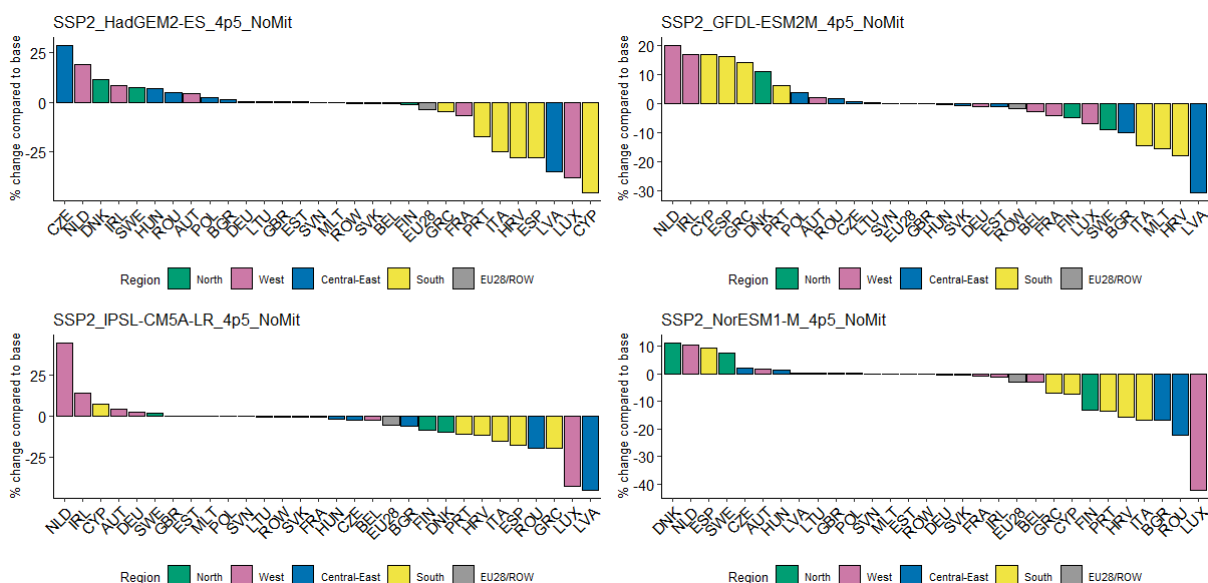 SSP2_HadGEM2-ES_4p5_NoMit
% change compared to base
25
0
-25
CZE NLD DNK IRL SWE HUN ROU AUT POL BGR DEU LTU GBR EST SVN MLT ROW SVK BEL FIN EU28 GRC FRA PRT ITA HRV ESP LVA LUX CYP
Region North West Central-East South EU28/ROW
SSP2_GFDL-ESM2M_4p5_NoMit
% change compared to base
20
10
0
-10
-20
-30
NLD IRL CYP ESP GRC DNK PRT POL AUT ROU CZE LTU SVN EU28 GBR HUN SVK DEU EST ROW BEL FRA FIN LUX SWE BGR ITA MLT HRV LVA
Region North West Central-East South EU28/ROW
SSP2_IPSL-CM5A-LR_4p5_NoMit
% change compared to base
25
0
-25
NLD IRL CYP AUT DEU SWE GBR EST MLT POL SVN LTU ROW SVK FRA HUN CZE BEL EU28 BGR FIN DNK PRT HRV ITA ESP ROU GRC LUX LVA
Region North West Central-East South EU28/ROW
SSP2_NorESM1-M_4p5_NoMit
% change compared to base
10
0
-10
-20
-30
-40
DNK NLD ESP SWE CZE AUT HUN LVA LTU GBR POL SVN MLT EST ROW DEU SVK FRA IRL EU28 BEL GRC CYP FIN PRT HRV ITA BGR ROU LUX
Region North West Central-East South EU28/ROW